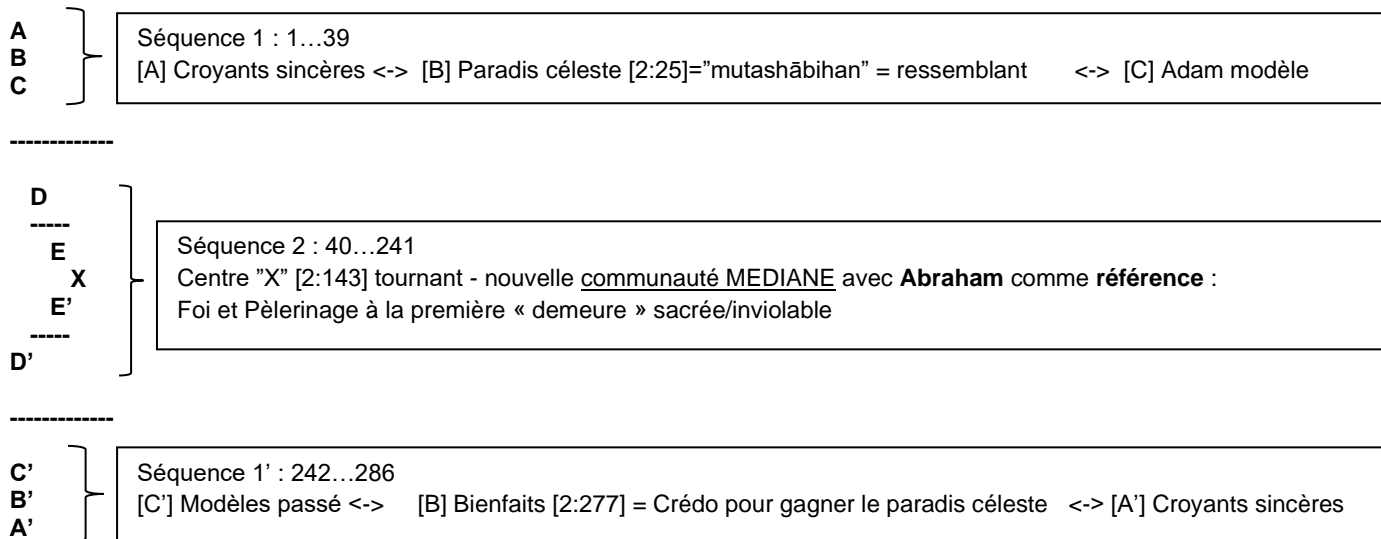 A
B
C
Séquence 1 : 1…39
[A] Croyants sincères <-> [B] Paradis céleste [2:25]=”mutashābihan” = ressemblant <-> [C] Adam modèle
-------------
D
-----
E
X
E’
-----
D’
Séquence 2 : 40…241
Centre ”X” [2:143] tournant - nouvelle communauté MEDIANE avec Abraham comme référence :
Foi et Pèlerinage à la première « demeure » sacrée/inviolable
-------------
C’
B’
A’
Séquence 1’ : 242…286
[C’] Modèles passé <-> [B] Bienfaits [2:277] = Crédo pour gagner le paradis céleste <-> [A’] Croyants sincères